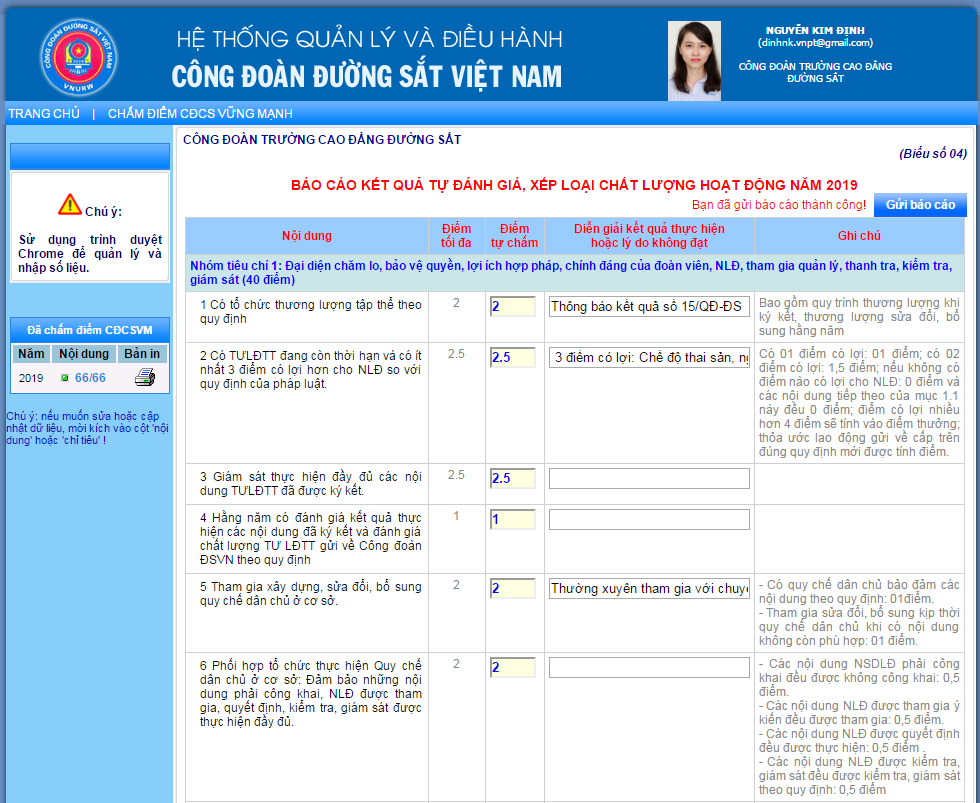 CÔNG ĐOÀN ĐƯỜNG SẮT VIỆT NAM
VNURW
HỆ THỐNG QUẢN LÝ VÀ ĐIỀU HÀNH
CÔNG ĐOÀN ĐƯỜNG SẮT VIỆT NAM
NGUYỄN KIM ĐỊNH
(dinhnk.vnpt@gmail.com)
CÔNG ĐOÀN TRƯỜNG CAO ĐẲNG
ĐƯỜNG SẮT
TRANG CHỦ | CHẤM ĐIỂM CĐCS VỮNG MẠNH
Chú ý:
Sử dụng trình duyệt
Chrome để quản lý và
nhập số liệu.
Đã chấm điểm CĐCSVM
Năm Nội dung Bản in
2019 66/66
Chú ý: nếu muốn sửa hoặc cập
nhật dữ liệu, mời kích vào cột 'nội
dung' hoặc 'chỉ tiêu' !
CÔNG ĐOÀN TRƯỜNG CAO ĐẲNG ĐƯỜNG SẮT
(Biểu số 04)
BÁO CÁO KẾT QUẢ TỰ ĐÁNH GIÁ, XẾP LOẠI CHẤT LƯỢNG HOẠT ĐỘNG NĂM 2019
Bạn đã gửi báo cáo thành công!
Gửi báo cáo
Nội dung
Điểm
tối đa
Điểm
tự chấm
Diễn giải kết quả thực hiện
hoặc lý do không đạt
Ghi chú
Nhóm tiêu chí 1: Đại diện chăm lo, bảo vệ quyền, lợi ích hợp pháp, chính đáng của đoàn viên, NLĐ, tham gia quản lý, thanh tra, kiểm tra,
giám sát (40 điểm)
1 Có tổ chức thương lượng tập thể theo
quy định
2
2
Thông báo kết quả số 15/QĐ-ĐS
Bao gồm quy trình thương lượng khi
ký kết, thương lượng sửa đổi, bổ
sung hằng năm
2 Có TƯLĐTT đang còn thời hạn và có ít
nhất 3 điểm có lợi hơn cho NLĐ so với
quy định của pháp luật.
2.5
2.5
3 điểm có lợi: Chế độ thai sản, ng
Có 01 điểm có lợi: 01 điểm; có 02
điểm có lợi: 1,5 điểm; nếu không có
điểm nào có lợi cho NLĐ: 0 điểm và
các nội dung tiếp theo của mục 1.1
này đều 0 điểm; điểm có lợi nhiều
hơn 4 điểm sẽ tính vào điểm thưởng;
thỏa ước lao động gửi về cấp trên
đúng quy định mới được tính điểm.
3 Giám sát thực hiện đầy đủ các nội
dung TƯLĐTT đã được ký kết.
2.5
2.5
4 Hằng năm có đánh giá kết quả thực
hiện các nội dung đã ký kết và đánh giá
chất lượng TƯ LĐTT gửi về Công đoàn
ĐSVN theo quy định
1
1
5 Tham gia xây dựng, sửa đổi, bổ sung
quy chế dân chủ ở cơ sở.
2
2
Thường xuyên tham gia với chuyê
- Có quy chế dân chủ bảo đảm các
nội dung theo quy định: 01điểm.
- Tham gia sửa đổi, bổ sung kịp thời
quy chế dân chủ khi có nội dung
không còn phù hợp: 01 điểm.
6 Phối hợp tổ chức thực hiện Quy chế
dân chủ ở cơ sở: Đảm bảo những nội
dung phải công khai, NLĐ được tham
gia, quyết định, kiểm tra, giám sát được
thực hiện đầy đủ.
2
2
- Các nội dung NSDLĐ phải công
khai đều được không công khai: 0,5
điểm.
- Các nội dung NLĐ được tham gia ý
kiến đều được tham gia: 0,5 điểm.
- Các nội dung NLĐ được quyết định
đều được thực hiện: 0,5 điểm .
- Các nội dung NLĐ được kiểm tra,
giám sát đều được kiểm tra, giám sát
theo quy định: 0,5 điểm